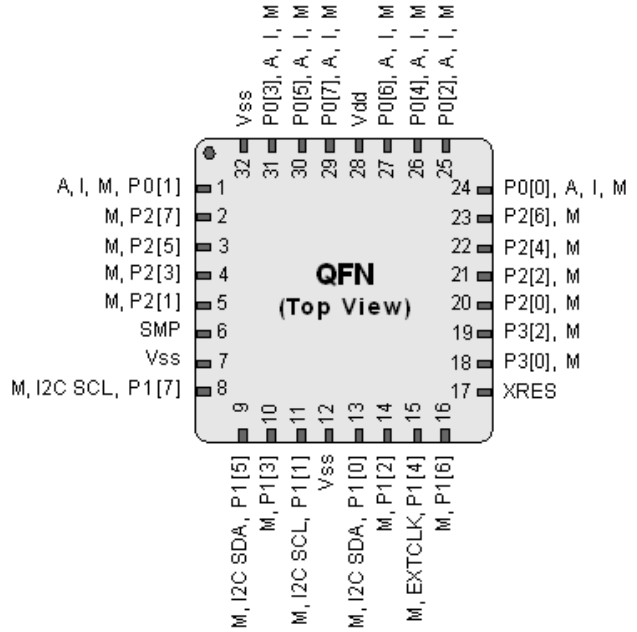 Vss
P0[3], A, I, M
P0[5], A, I, M
P0[7], A, I, M
Vdd
P0[6], A, I, M
P0[4], A, I, M
P0[2], A, I, M
32
31
30
29
28
27
26
25
A, I, M, P0[1] 1
M, P2[7] 2
M, P2[5] 3
M, P2[3] 4
M, P2[1] 5
SMP 6
Vss 7
M, I2C SCL, P1[7] 8
QFN
(Top View)
24 P0[0], A, I, M
23 P2[6], M
22 P2[4], M
21 P2[2], M
20 P2[0], M
19 P3[2], M
18 P3[0], M
17 XRES
9
10
11
12
13
14
15
16
M, I2C SDA, P1[5]
M, P1[3]
M, I2C SCL, P1[1]
Vss
M, I2C SDA, P1[0]
M, P1[2]
M, EXTCLK, P1[4]
M, P1[6]